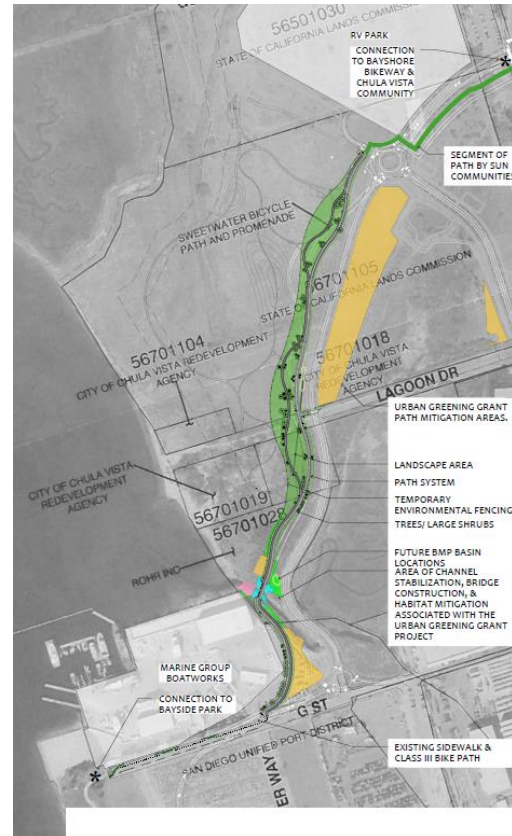 56501030
STATE OF CALIFORNIA LANDS COMMISSION
RV PARK
CONNECTION
TO BAYSHORE
BIKEWAY &
CHULA VISTA
COMMUNITY
*
SEGMENT OF
PATH BY SUN
COMMUNITIES
SWEETWATER BICYCLE
PATH AND PROMENADE
56701105
STATE OF CALIFORNIA LANDS COMMISSION
56701104
CITY OF CHULA VISTA REDEVELOPMENT
AGENCY
56701018
CITY OF CHULA VISTA
REDEVELOPMENT
AGENCY
LAGOON DR
URBAN GREENING GRANT
PATH MITIGATION AREAS.
LANDSCAPE AREA
PATH SYSTEM
TEMPORARY
ENVIRONMENTAL FENCING
TREES/ LARGE SHRUBS
CITY OF CHULA VISTA
REDEVELOPMENT
AGENCY
56701019
56701028
ROHR INC
FUTURE BMP BASIN
LOCATIONS
AREA OF CHANNEL
STABILIZATION, BRIDGE
CONSTRUCTION, &
HABITAT MITIGATION
ASSOCIATED WITH THE
URBAN GREENING GRANT
PROJECT
MARINE GROUP
BOATWORKS
CONNECTION TO
BAYSIDE PARK
G ST
*
SAN DIEGO UNIFIED PORT DISTRICT
EXISTING SIDEWALK &
CLASS III BIKE PATH
ER WAY